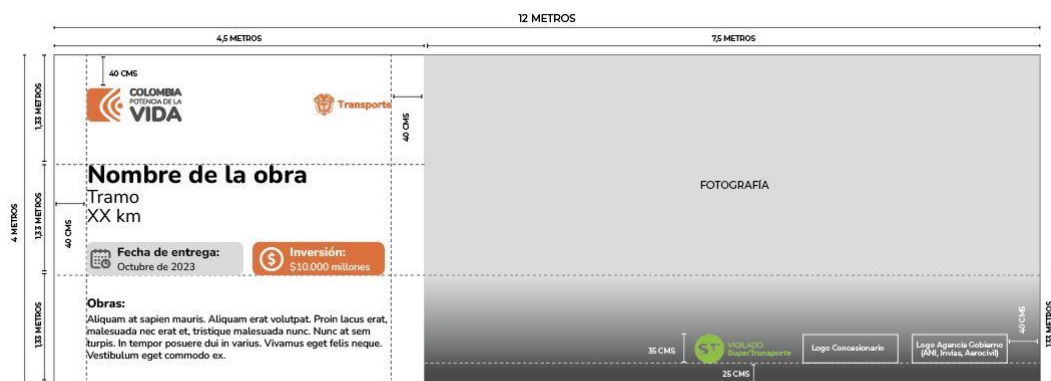 12 METROS
4,5 METROS
7,5 METROS
40 CMS
COLOMBIA
POTENCIA DE LA
VIDA
Transporte
40 CMS
1,33 METROS
4 METROS
1,33 METROS
40 CMS
1,33 METROS
Nombre de la obra
Tramo
XX km
Fecha de entrega:
Octubre de 2023
Inversión:
$10.000 millones
Obras:
Aliquam at sapien mauris. Aliquam erat volutpat. Proin lacus erat,
malesuada nec erat et, tristique malesuada nunc. Nunc at sem
turpis. In tempor posuere dui in varius. Vivamus eget felis neque.
Vestibulum eget commodo ex.
FOTOGRAFÍA
35 CMS
ST
VIGILADO
SuperTransporte
Logo Concesionario
Logo Agencia Gobierno
(ANI, Invias, Aerocivil)
40 CMS
1,33 METROS
25 CMS